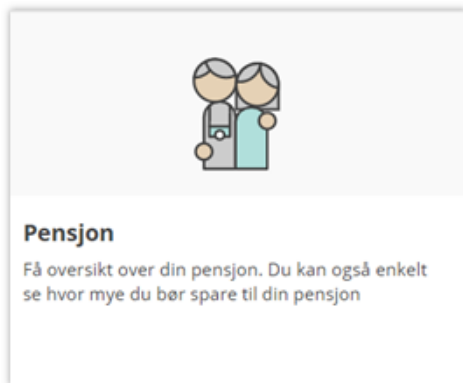 Pensjon
Få oversikt over din pensjon. Du kan også enkelt
se hvor mye du bør spare til din pensjon